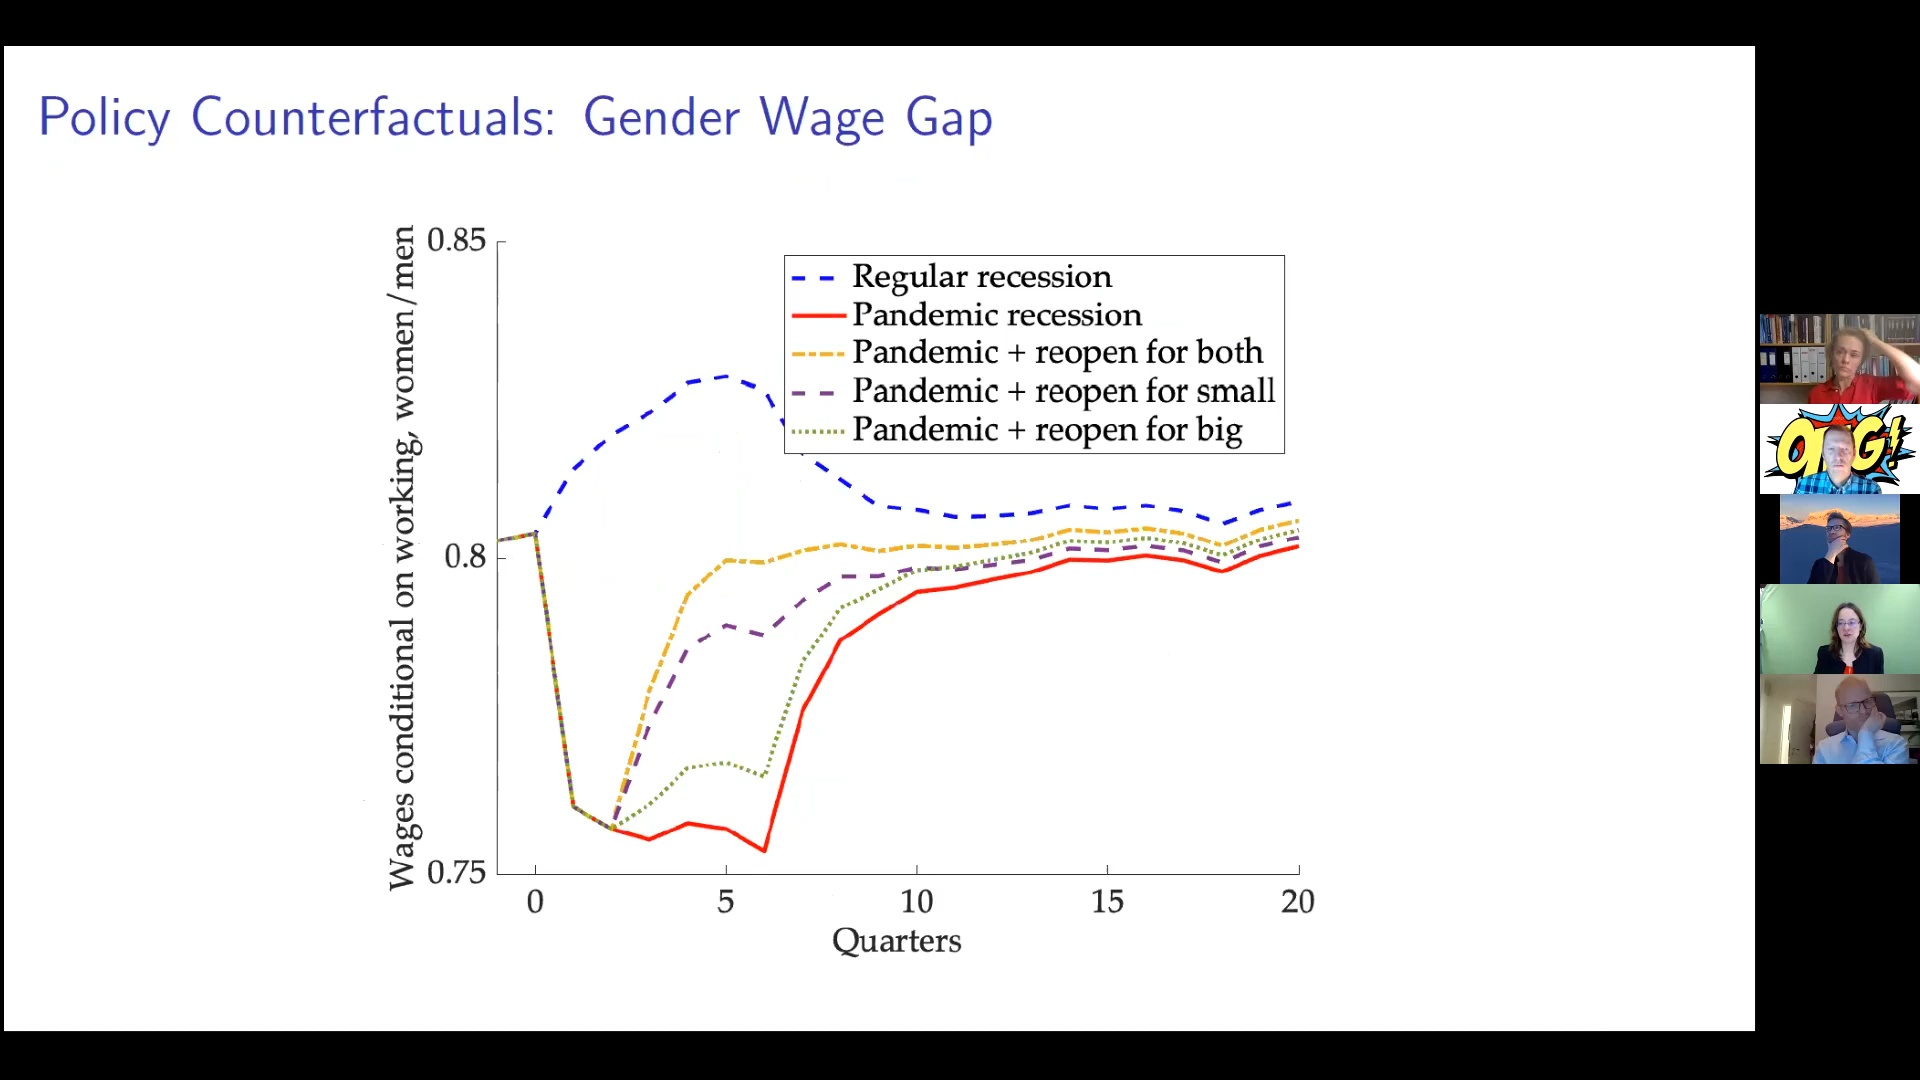 Policy Counterfactuals: Gender Wage Gap
Wages conditional on working, women/men
0.85
0.8
0.75
Regular recession
Pandemic recession
Pandemic + reopen for both
Pandemic + reopen for small
Pandemic + reopen for big
0 5 10 15 20
Quarters
OMG!